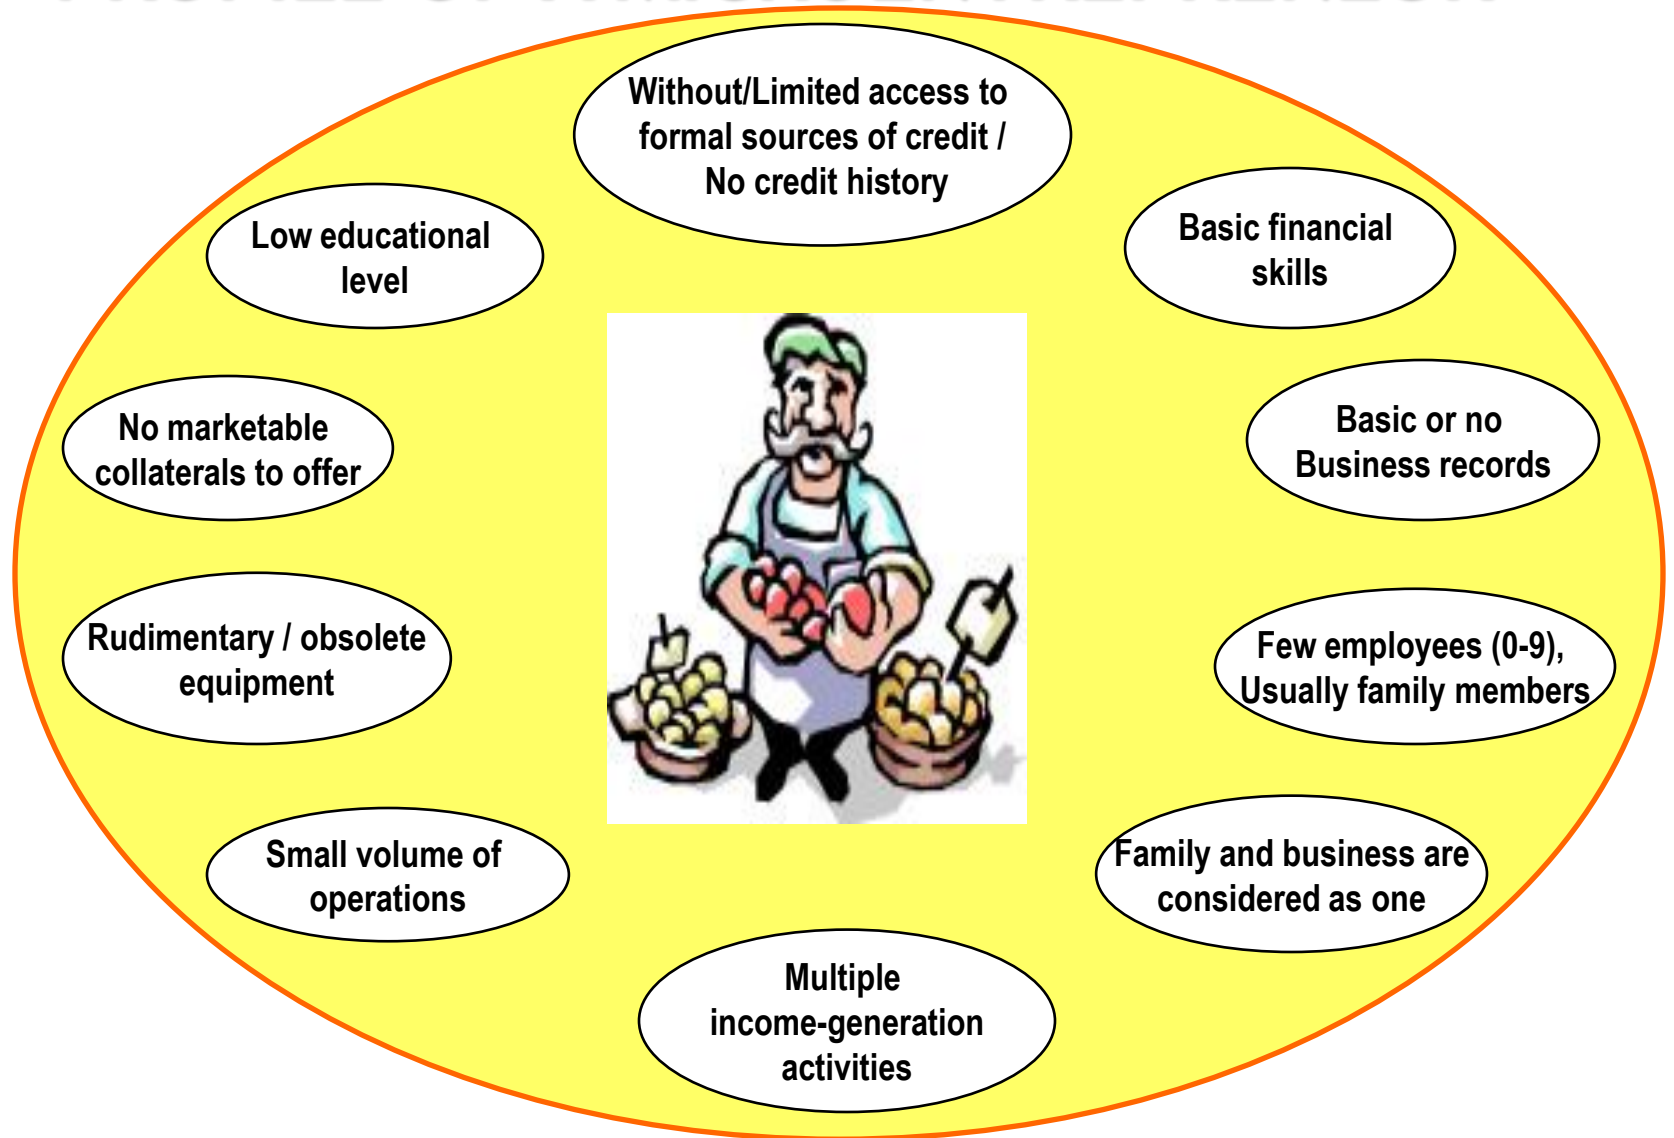 Without/Limited access to
formal sources of credit /
No credit history
Low educational
level
Basic financial
skills
No marketable
collaterals to offer
Basic or no
Business records
Rudimentary / obsolete
equipment
Few employees (0-9),
Usually family members
Small volume of
operations
Family and business are
considered as one
Multiple
income-generation
activities